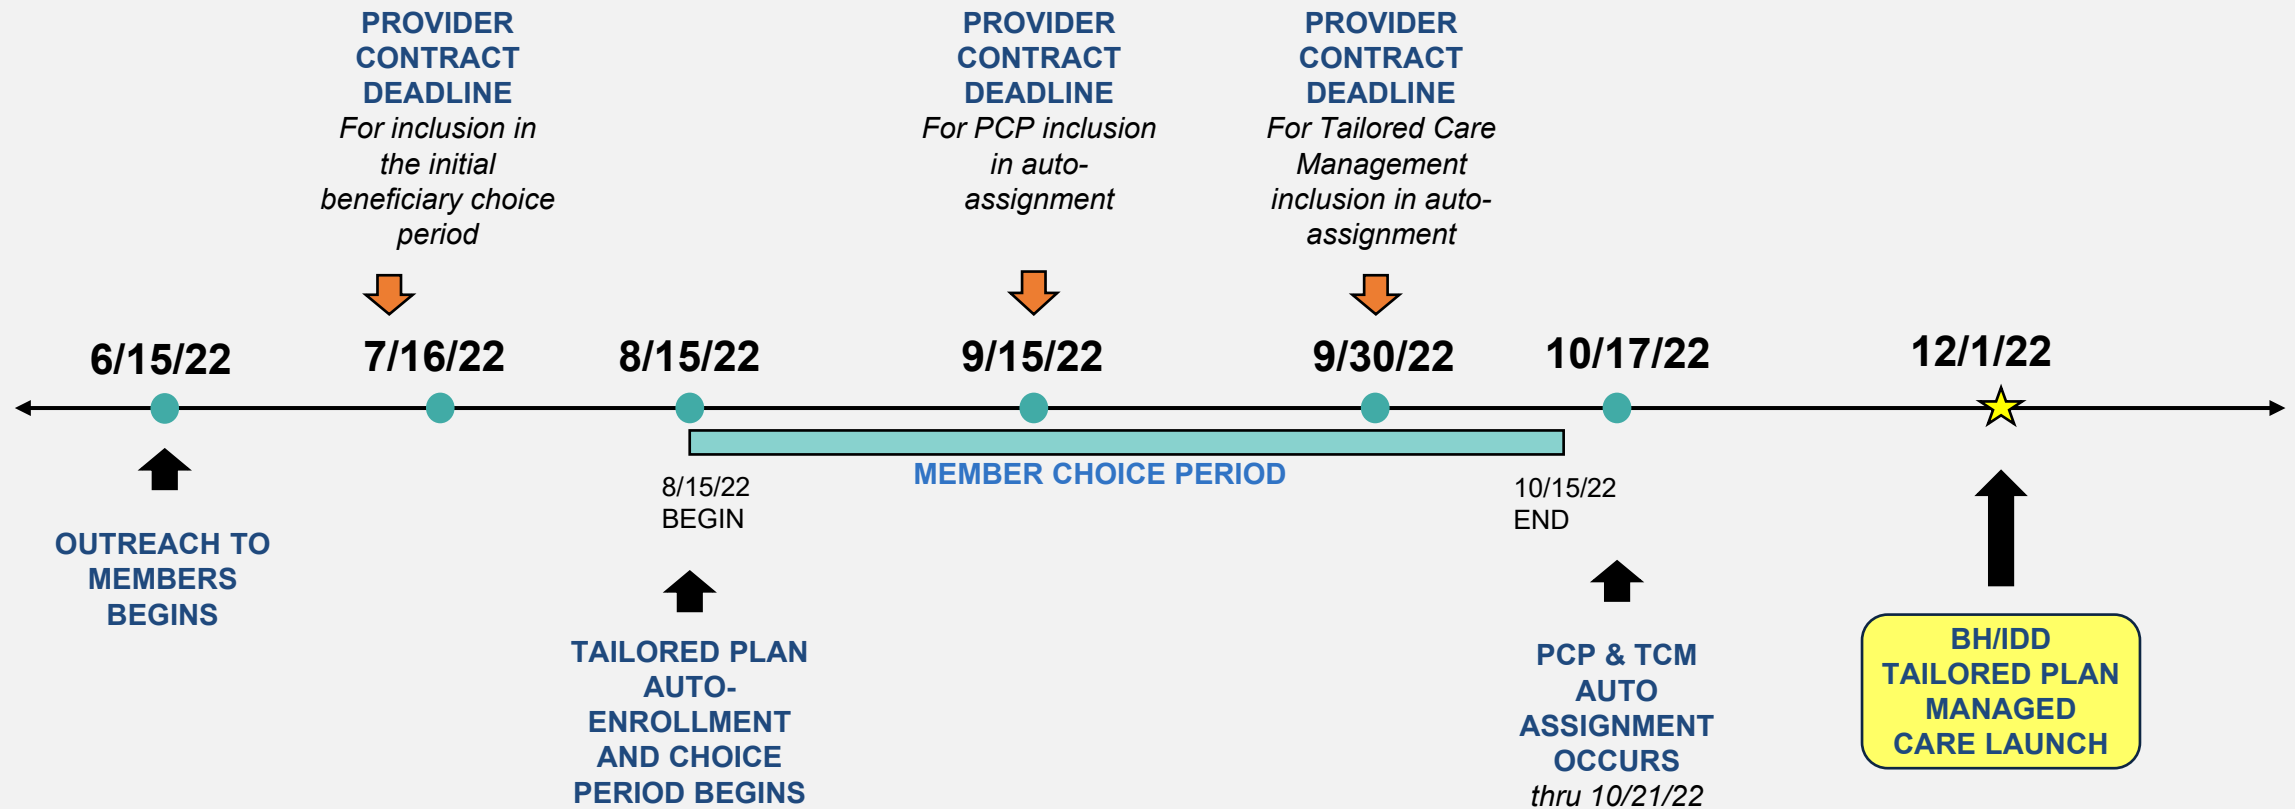 PROVIDER
CONTRACT
DEADLINE
For inclusion in
the initial
beneficiary choice
period
PROVIDER
CONTRACT
DEADLINE
For PCP inclusion
in auto-
assignment
PROVIDER
CONTRACT
DEADLINE
For Tailored Care
Management
inclusion in auto-
assignment
6/15/22
7/16/22
8/15/22
9/15/22
9/30/22
10/17/22
12/1/22
MEMBER CHOICE PERIOD
8/15/22
BEGIN
10/15/22
END
OUTREACH TO
MEMBERS
BEGINS
TAILORED PLAN
AUTO-
ENROLLMENT
AND CHOICE
PERIOD BEGINS
PCP & TCM
AUTO
ASSIGNMENT
OCCURS
thru 10/21/22
BH/IDD
TAILORED PLAN
MANAGED
CARE LAUNCH